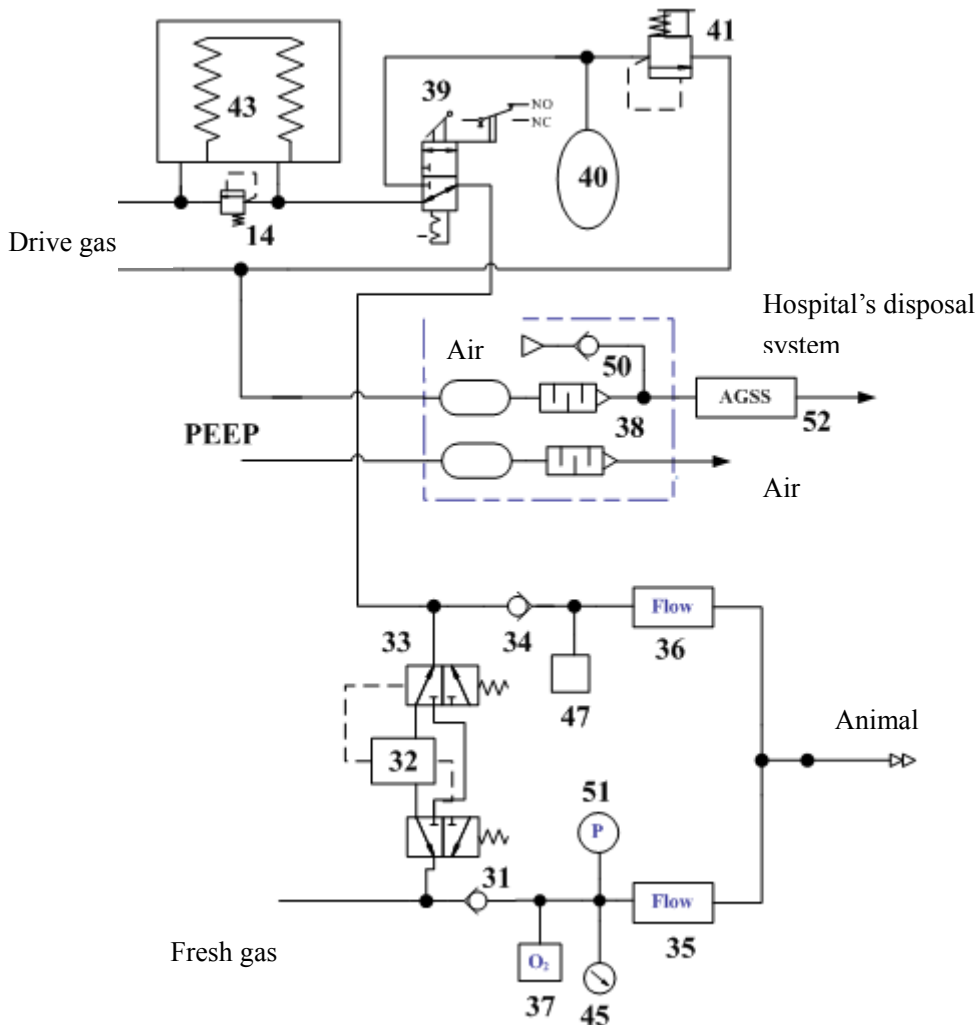 41
39
NO
NC
43
40
14
Drive gas
Hospital's disposal
system
Air
50
AGSS
38
52
PEEP
Air
33
34
Flow
36
47
Animal
32
51
P
31
Flow
35
Fresh gas
O₂
37
45